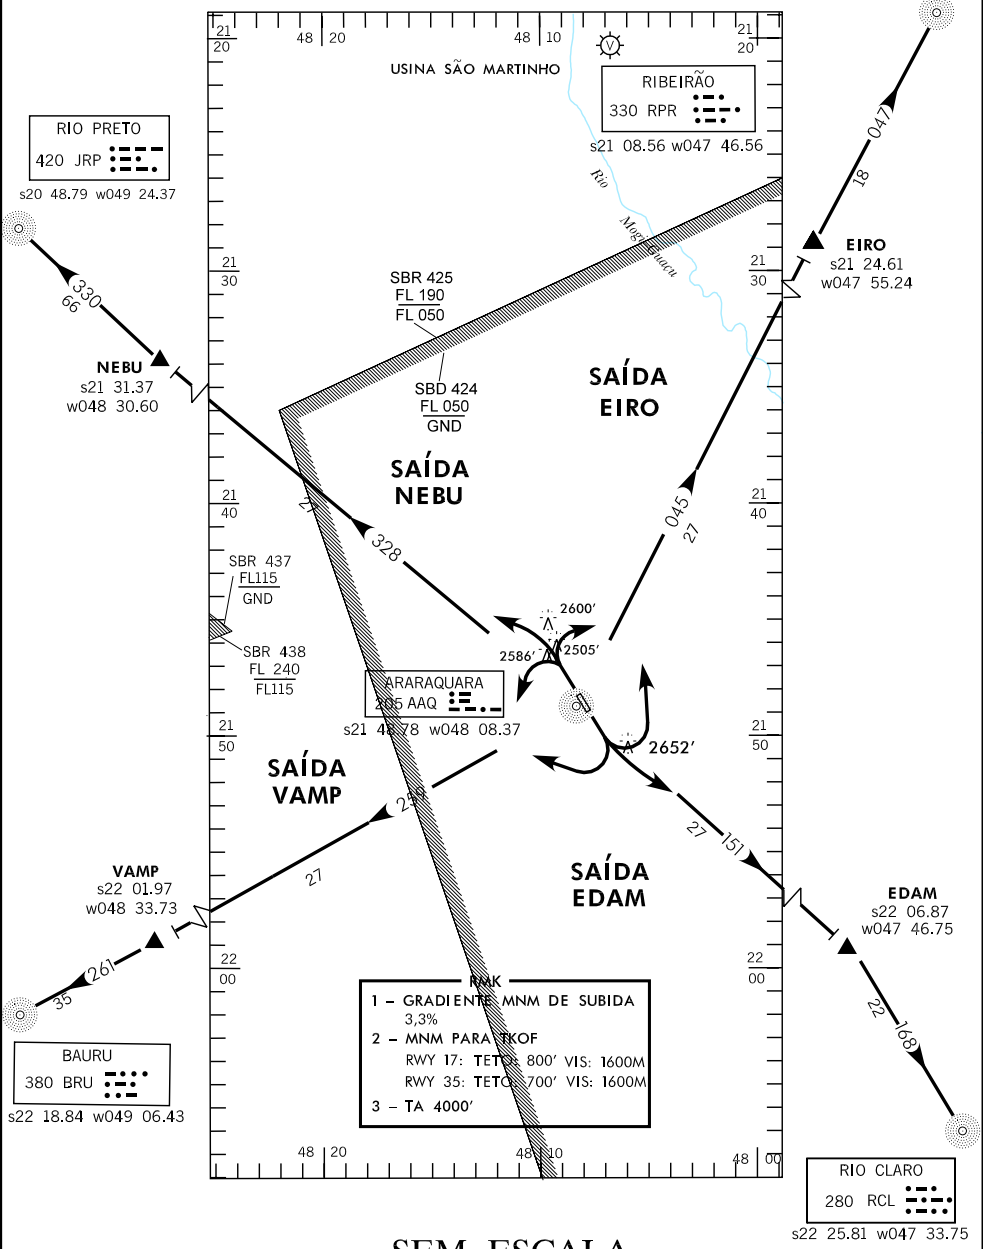 21
20
48 20
48 10
21
20
V
USINA SÃO MARTINHO
RIBEIRÃO
330 RPR
s21 08.56 w047 46.56
RIO PRETO
420 JRP
s20 48.79 w049 24.37
047
18
Rio
Mogi-Guaçu
EIRO
s21 24.61
w047 55.24
21
30
21
30
330
66
SBR 425
FL 190
FL 050
NEBU
s21 31.37
w048 30.60
SBD 424
FL 050
GND
SAÍDA
EIRO
SAÍDA
NEBU
21
40
27
21
40
045
27
328
SBR 437
FL115
GND
2600'
2586'
2505'
SBR 438
FL 240
FL115
ARARAQUARA
205 AAQ
s21 48.78 w048 08.37
21
50
21
50
2652'
SAÍDA
VAMP
259
27
27
151
SAÍDA
EDAM
VAMP
s22 01.97
w048 33.73
EDAM
s22 06.87
w047 46.75
22
00
22
00
261
35
22
168
RMK
1 – GRADIENTE MNM DE SUBIDA
3,3%
2 – MNM PARA TKOF
RWY 17: TETO: 800' VIS: 1600M
RWY 35: TETO: 700' VIS: 1600M
3 – TA 4000'
BAURU
380 BRU
s22 18.84 w049 06.43
48 20
48 10
48 00
RIO CLARO
280 RCL
s22 25.81 w047 33.75
SEM ESCALA